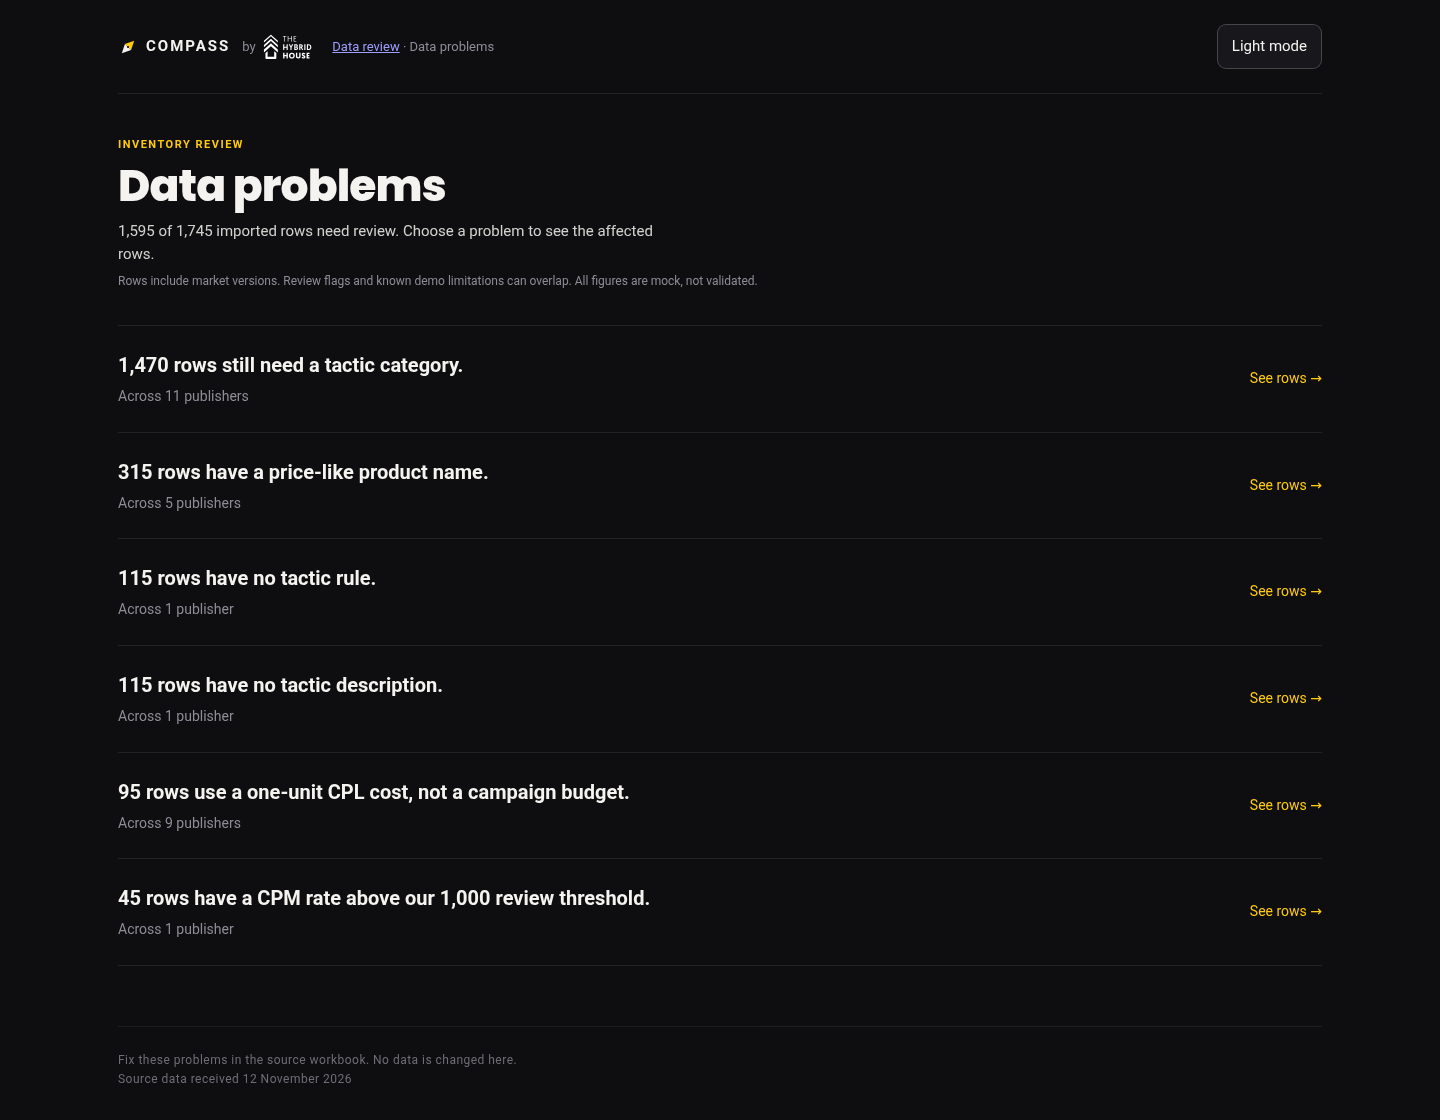 COMPASS by THE HYBRID HOUSE Data review · Data problems Light mode
INVENTORY REVIEW
Data problems
1,595 of 1,745 imported rows need review. Choose a problem to see the affected
rows.
Rows include market versions. Review flags and known demo limitations can overlap. All figures are mock, not validated.
1,470 rows still need a tactic category.
Across 11 publishers
See rows →
315 rows have a price-like product name.
Across 5 publishers
See rows →
115 rows have no tactic rule.
Across 1 publisher
See rows →
115 rows have no tactic description.
Across 1 publisher
See rows →
95 rows use a one-unit CPL cost, not a campaign budget.
Across 9 publishers
See rows →
45 rows have a CPM rate above our 1,000 review threshold.
Across 1 publisher
See rows →
Fix these problems in the source workbook. No data is changed here.
Source data received 12 November 2026